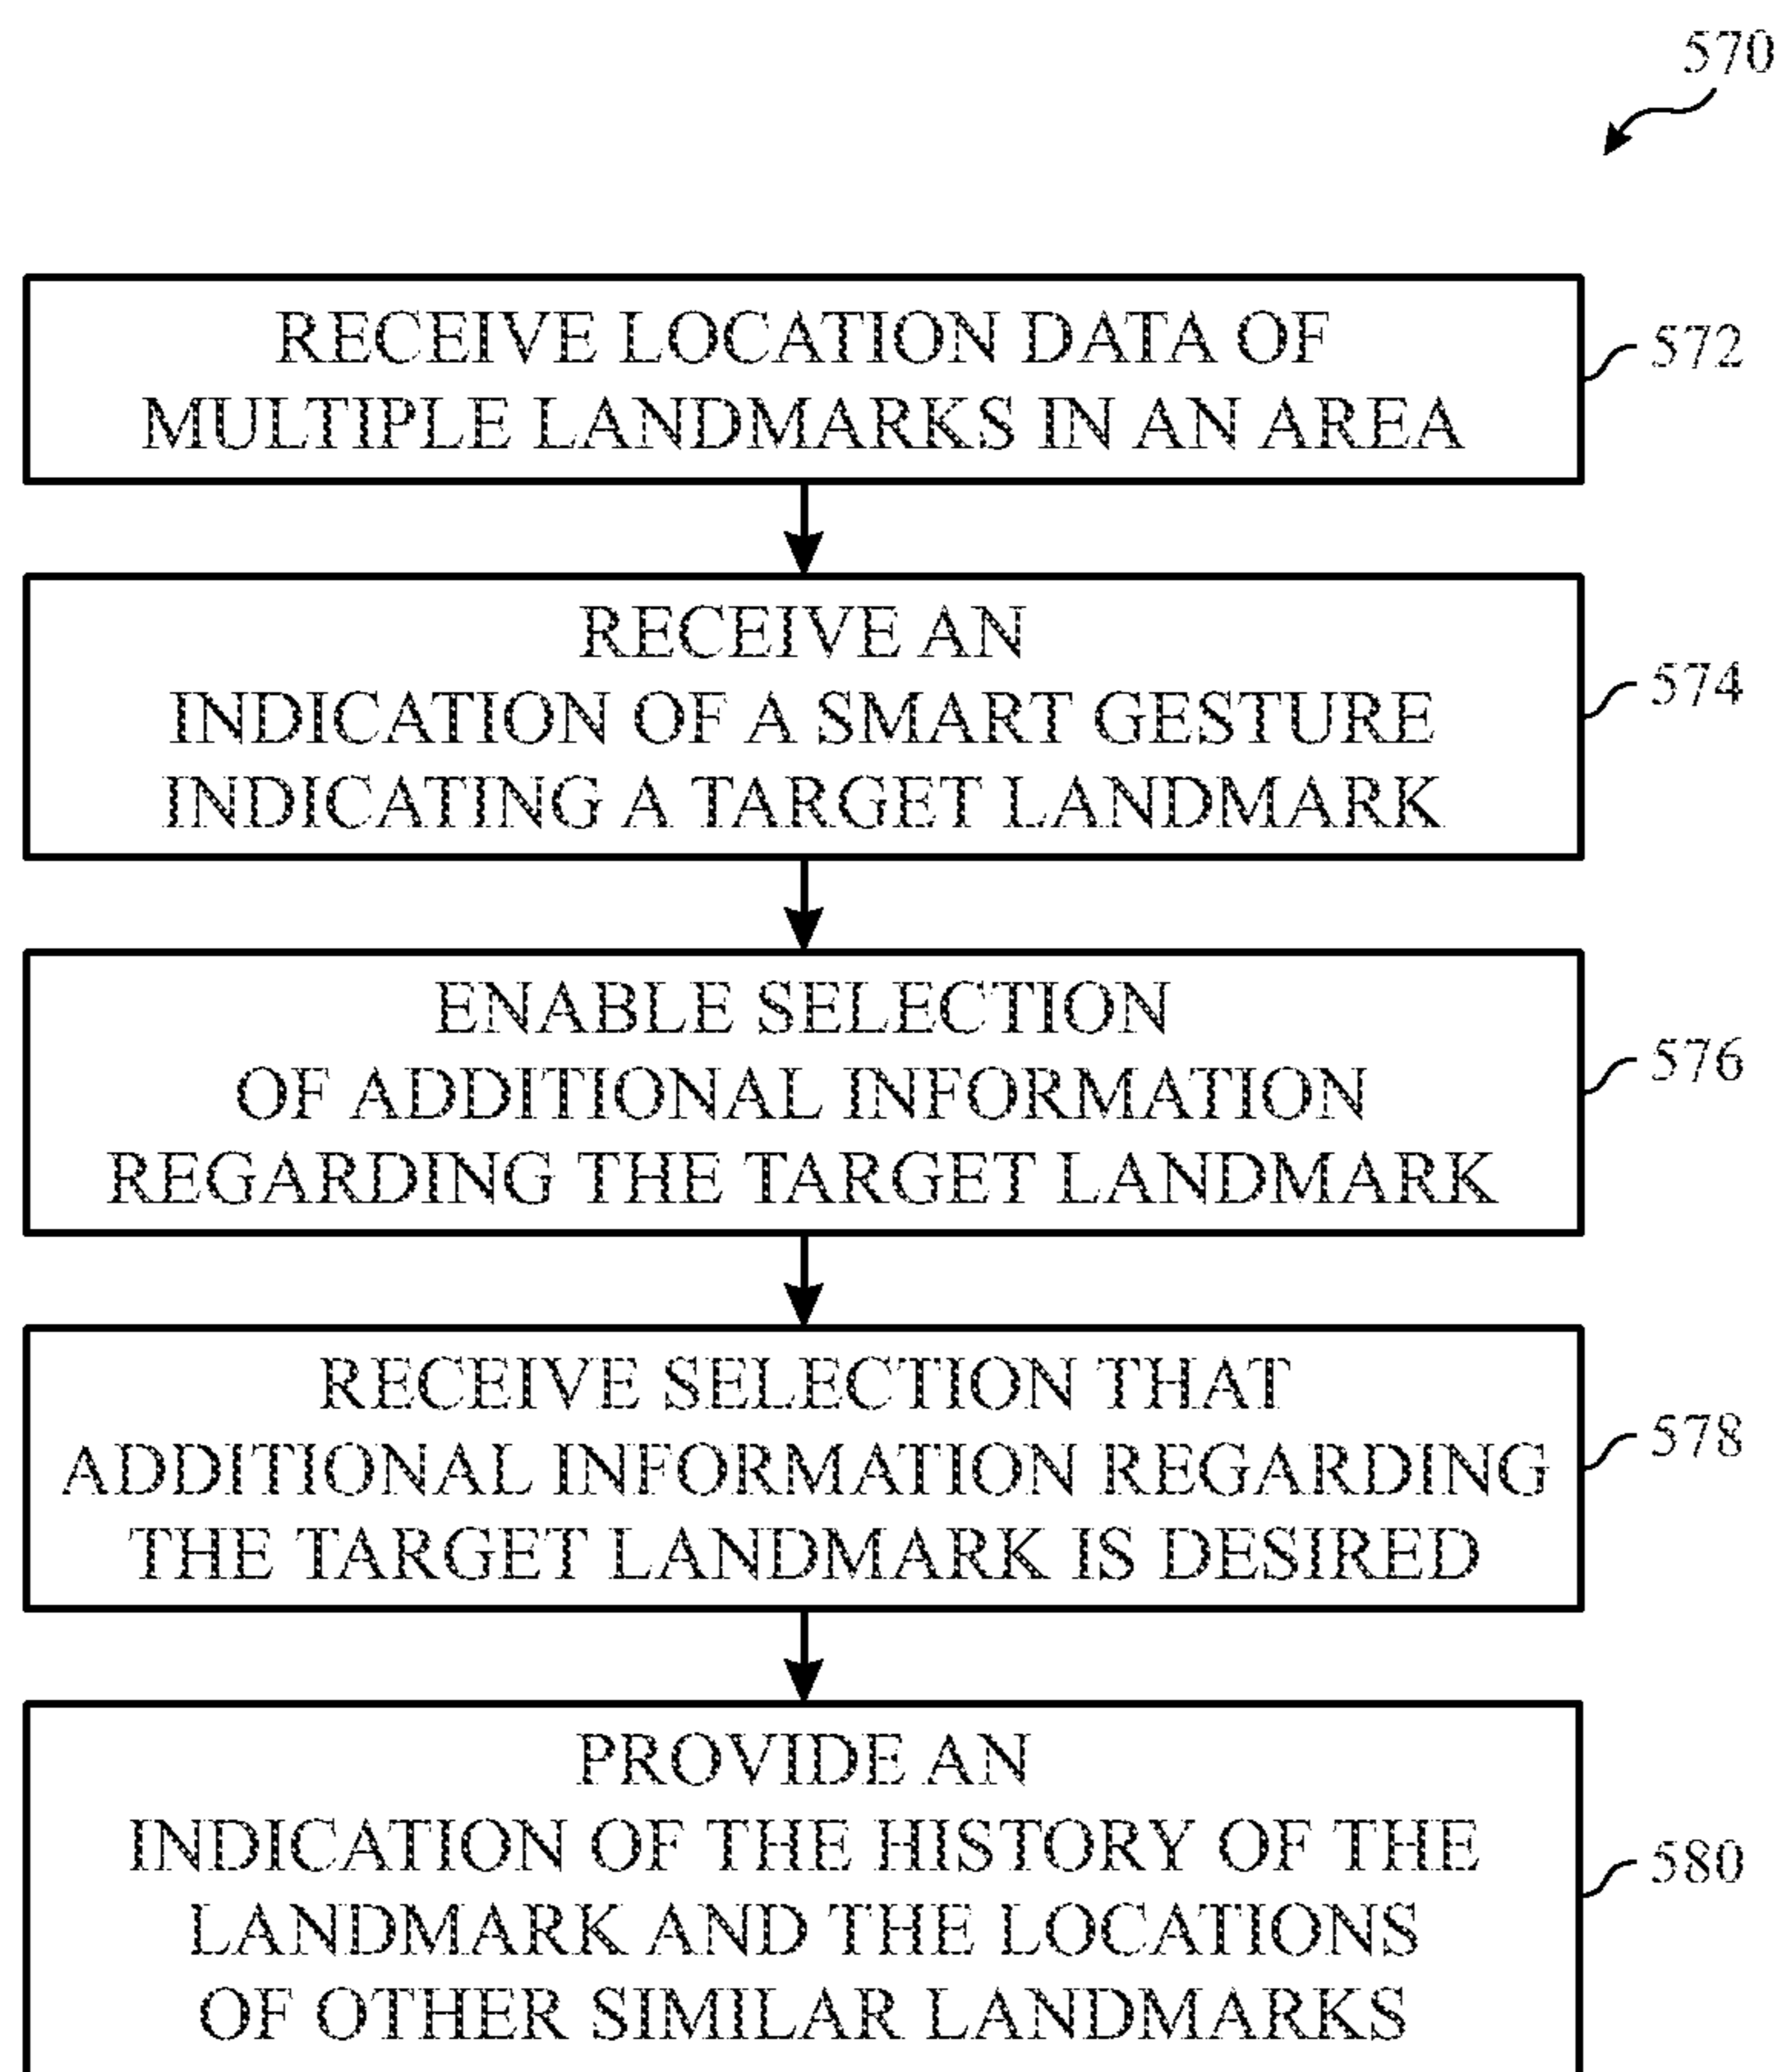 570
RECEIVE LOCATION DATA OF
MULTIPLE LANDMARKS IN AN AREA
572
RECEIVE AN
INDICATION OF A SMART GESTURE
INDICATING A TARGET LANDMARK
574
ENABLE SELECTION
OF ADDITIONAL INFORMATION
REGARDING THE TARGET LANDMARK
576
RECEIVE SELECTION THAT
ADDITIONAL INFORMATION REGARDING
THE TARGET LANDMARK IS DESIRED
578
PROVIDE AN
INDICATION OF THE HISTORY OF THE
LANDMARK AND THE LOCATIONS
OF OTHER SIMILAR LANDMARKS
580